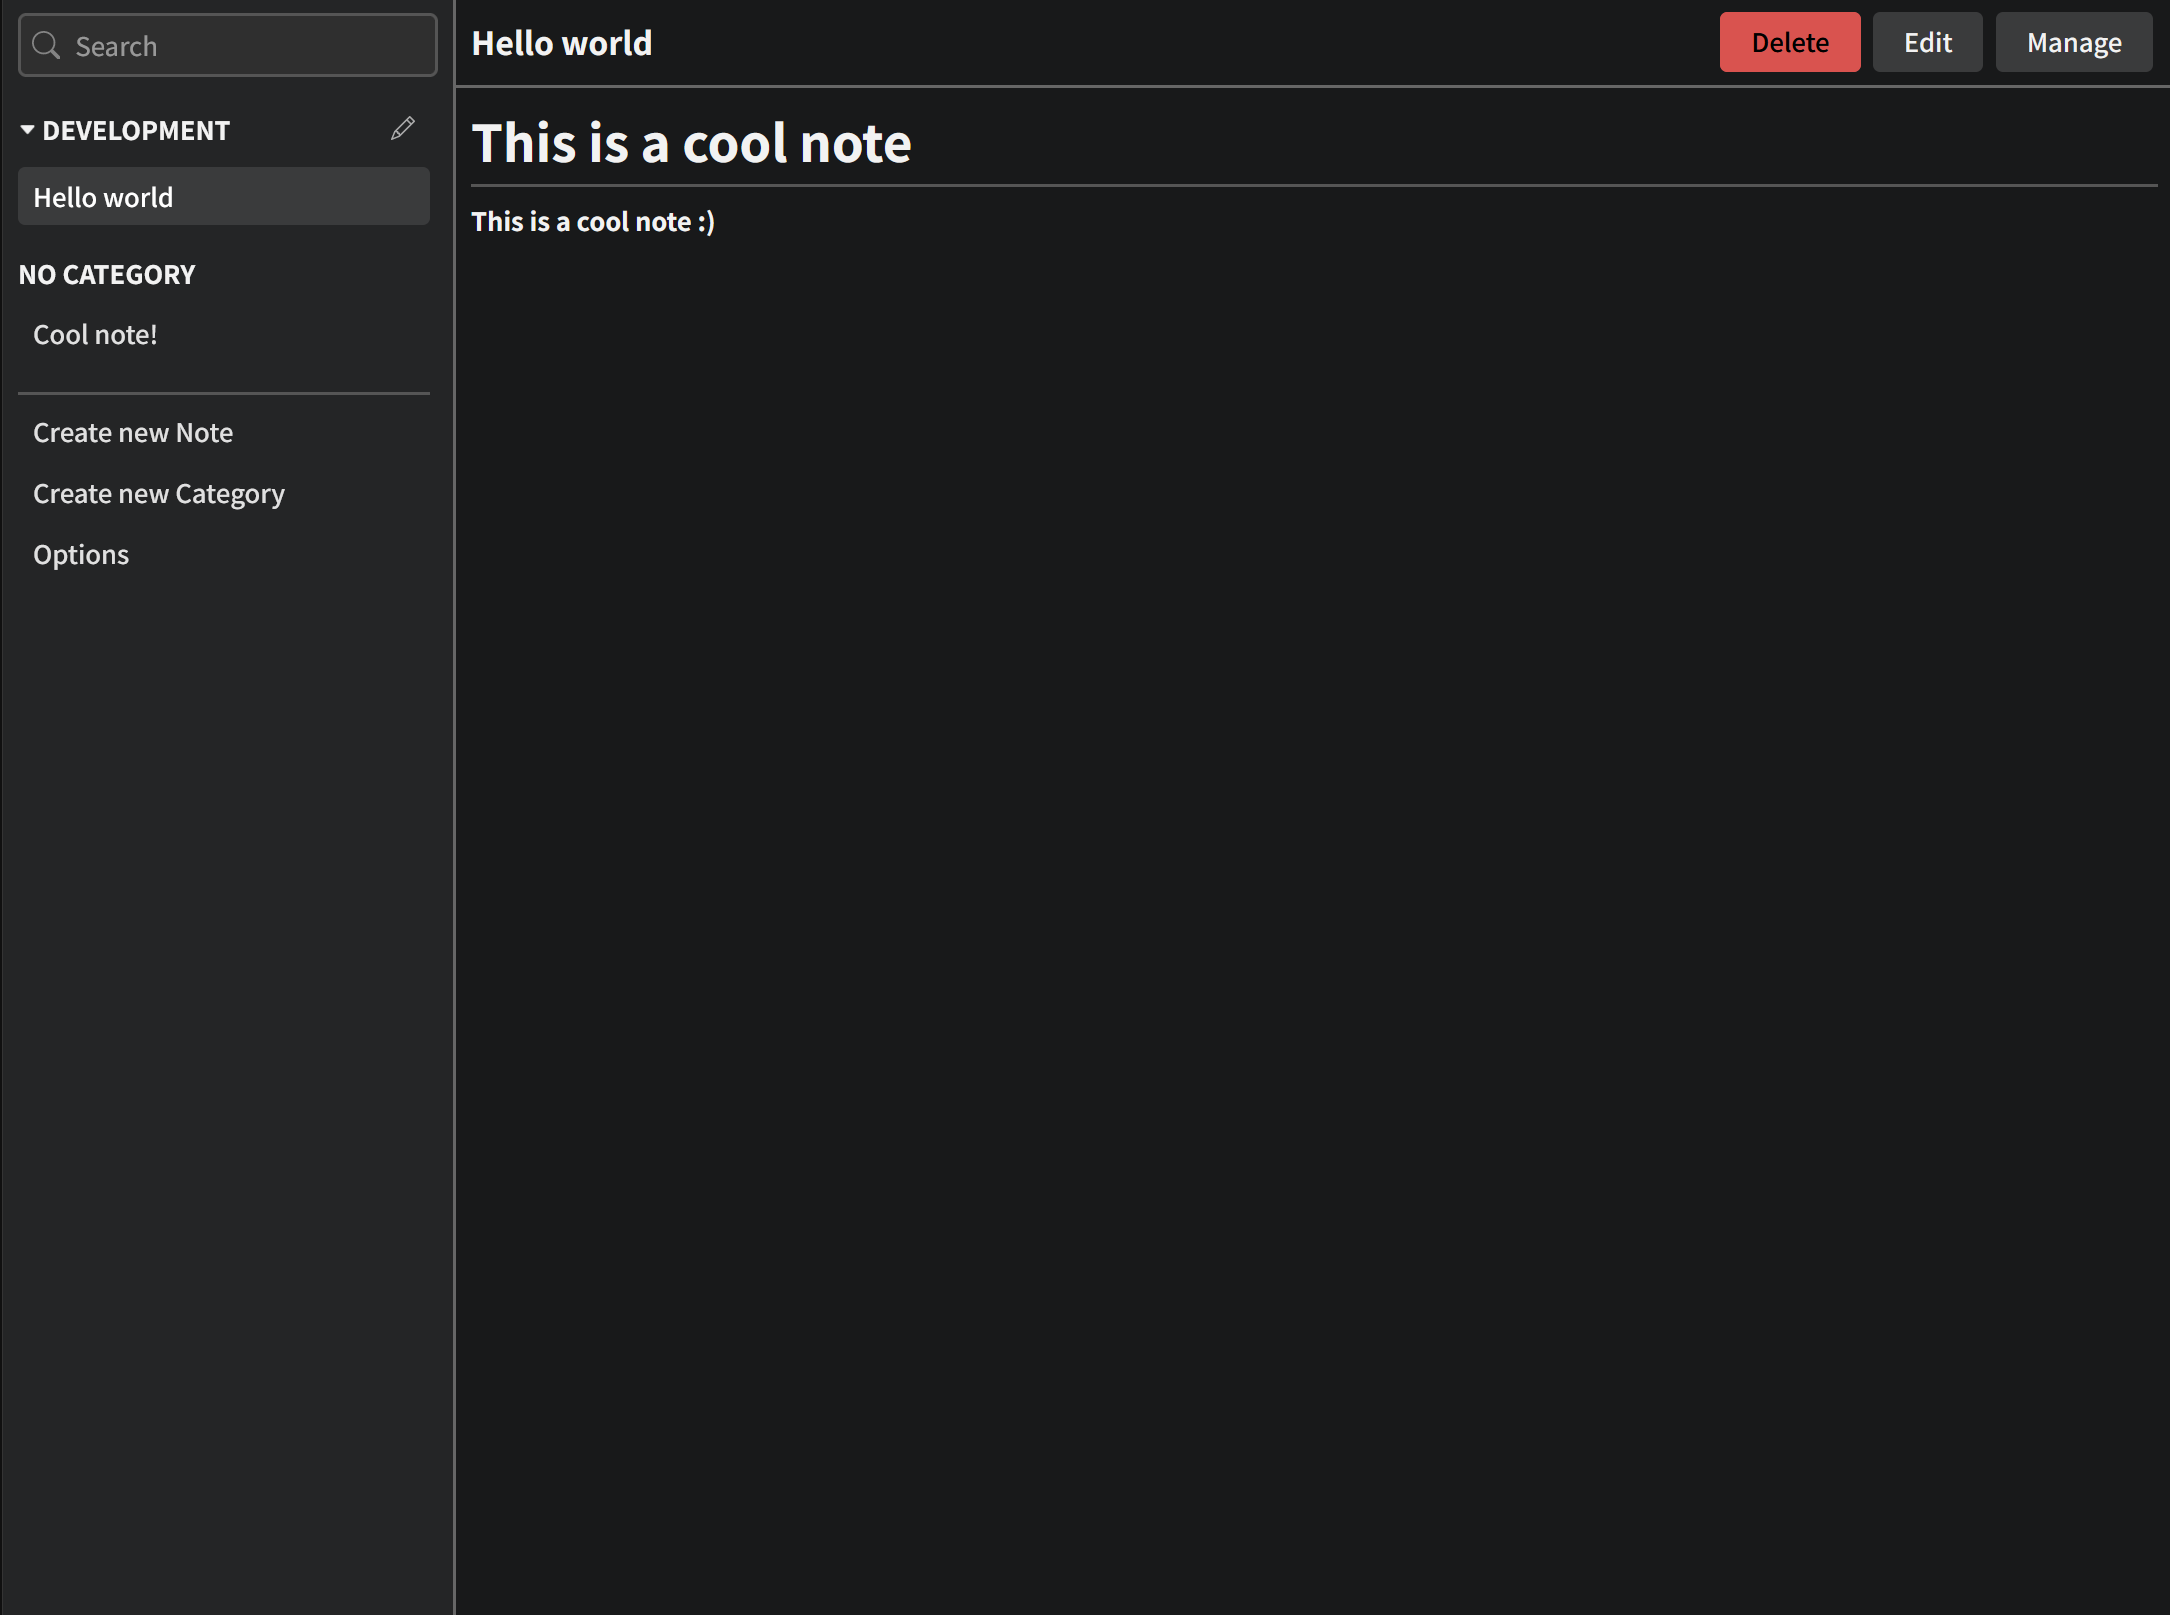 Search
DEVELOPMENT
Hello world
NO CATEGORY
Cool note!
Create new Note
Create new Category
Options
Hello world
Delete
Edit
Manage
This is a cool note
This is a cool note :)